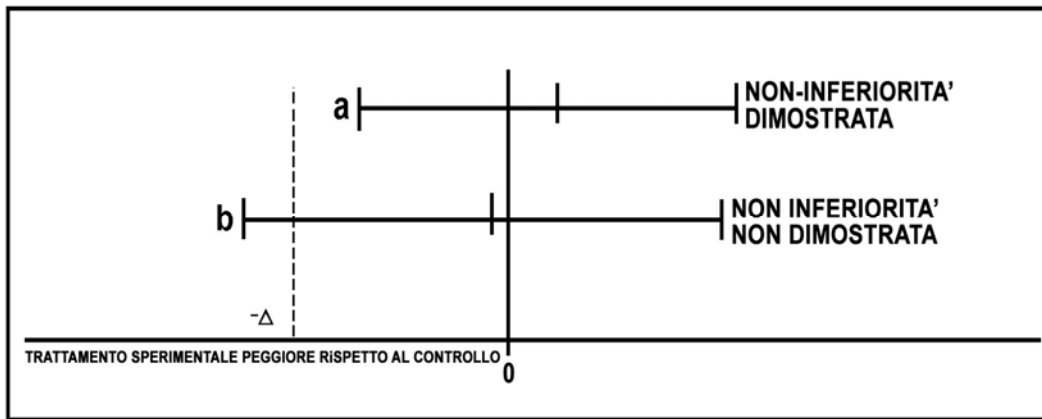 a
NON-INFERIORITA’
DIMOSTRATA
b
NON INFERIORITA’
NON DIMOSTRATA
-Δ
TRATTAMENTO SPERIMENTALE PEGGIORE RiSPETTO AL CONTROLLO
0